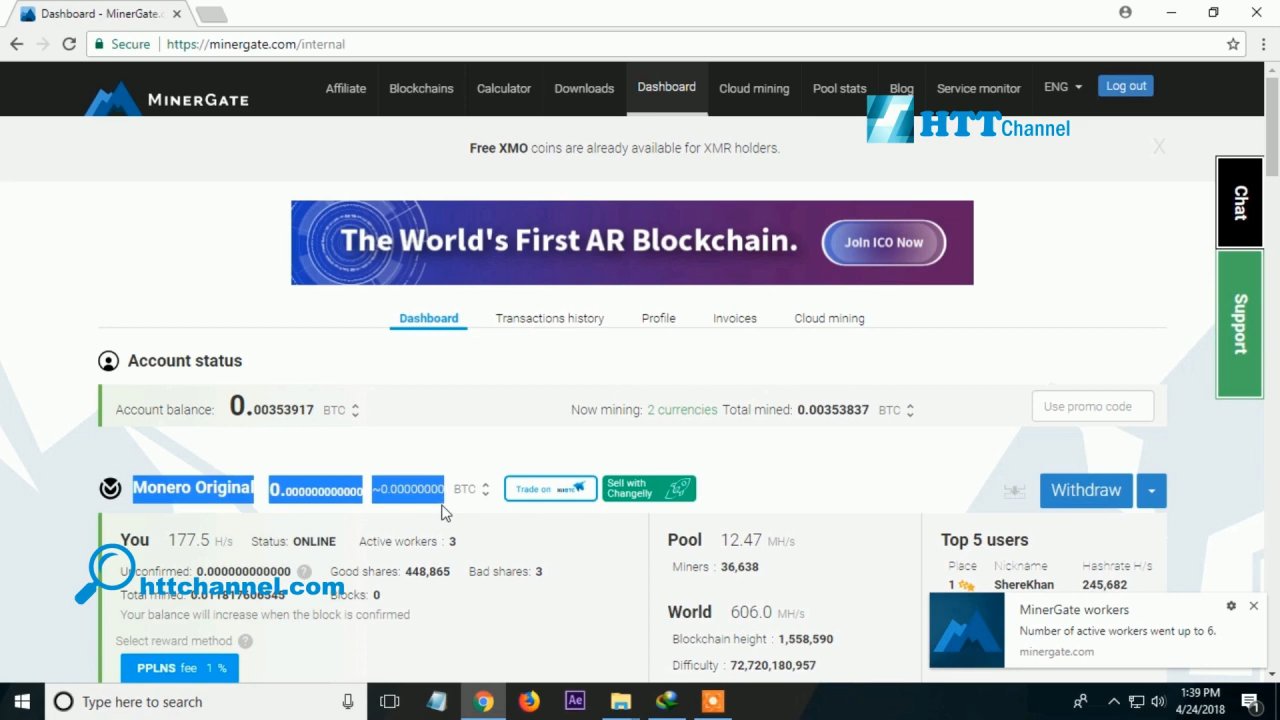 Dashboard - MinerGate.c
Secure https://minergate.com/internal
MINERGATE
Affiliate Blockchains Calculator Downloads Dashboard Cloud mining Pool stats Blog Service monitor ENG Log out
HTTChannel
Free XMO coins are already available for XMR holders. X
The World's First AR Blockchain. Join ICO Now
Chat
Support
Dashboard Transactions history Profile Invoices Cloud mining
Account status
Account balance: 0.00353917 BTC Now mining: 2 currencies Total mined: 0.00353837 BTC Use promo code
Monero Original 0.000000000000 ~0.00000000 BTC Trade on Sell with Changelly Withdraw
You 177.5 H/s Status: ONLINE Active workers : 3 Pool 12.47 MH/s Top 5 users
Unconfirmed: 0.000000000000 ? Good shares: 448,865 Bad shares: 3 Miners : 36,638 Place Nickname Hashrate H/s
1 ShereKhan 245,682
httchannel.com
Total mined: 0.011817606545 Blocks: 0
Your balance will increase when the block is confirmed World 606.0 MH/s
Select reward method ? Blockchain height : 1,558,590
PPLNS fee 1 % Difficulty : 72,720,180,957
MinerGate workers
Number of active workers went up to 6.
minergate.com
Type here to search
Ae
1:39 PM
4/24/2018
1